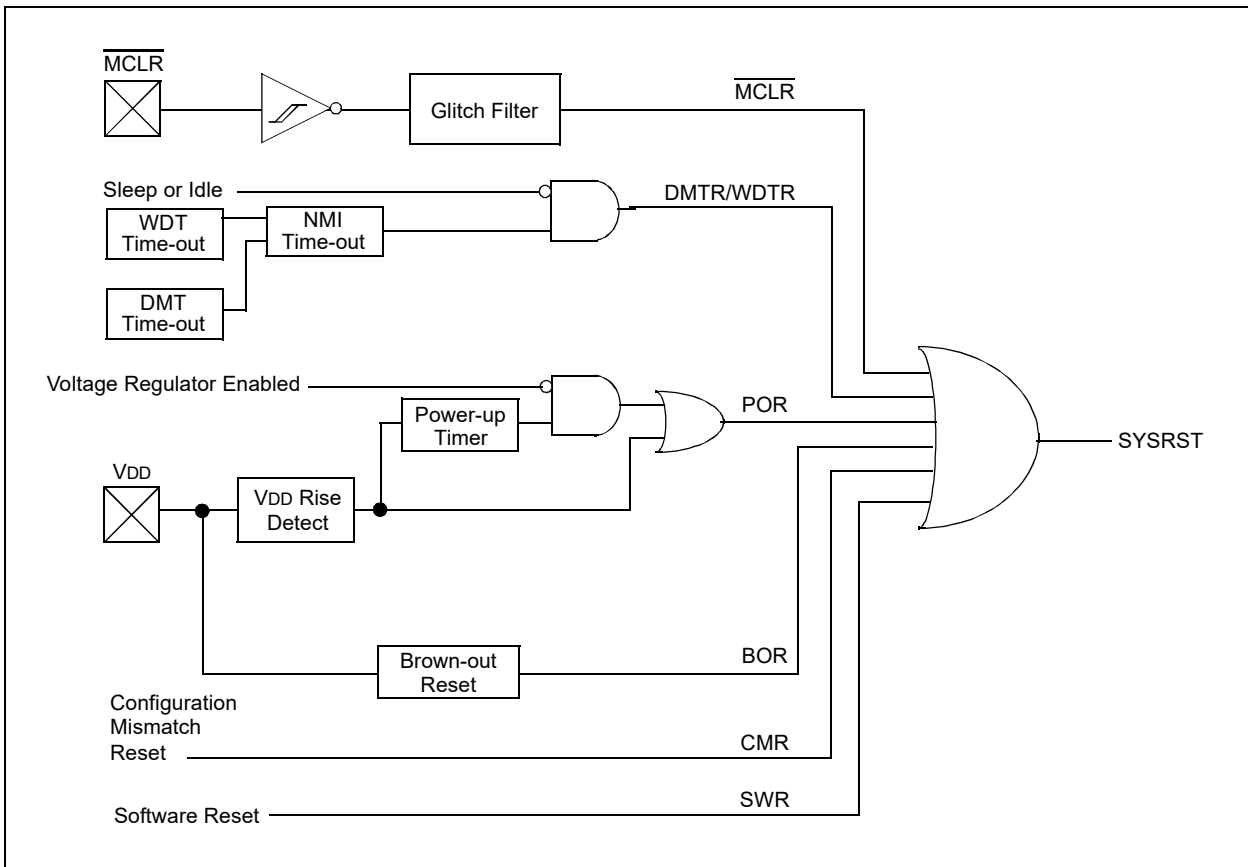 MCLR
Glitch Filter
MCLR
Sleep or Idle
DMTR/WDTR
WDT
Time-out
NMI
Time-out
DMT
Time-out
Voltage Regulator Enabled
Power-up
Timer
POR
SYSRST
VDD
VDD Rise
Detect
Brown-out
Reset
BOR
Configuration
Mismatch
Reset
CMR
Software Reset
SWR